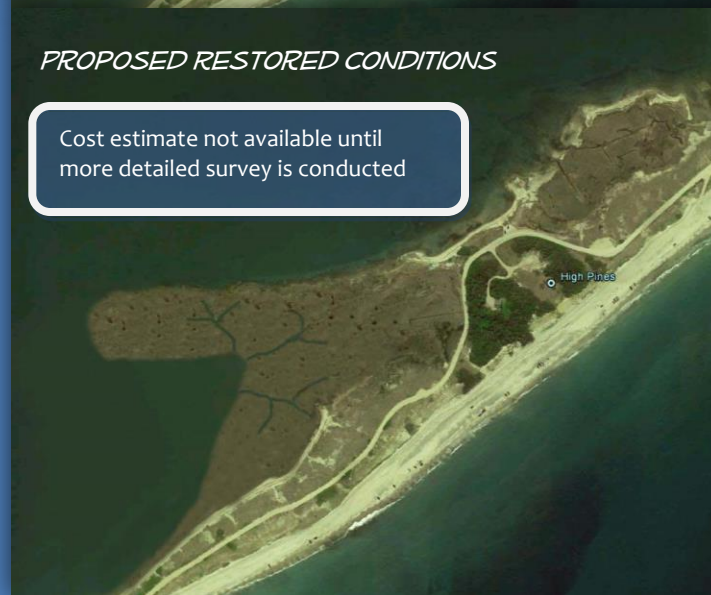 PROPOSED RESTORED CONDITIONS
Cost estimate not available until
more detailed survey is conducted
High Pines